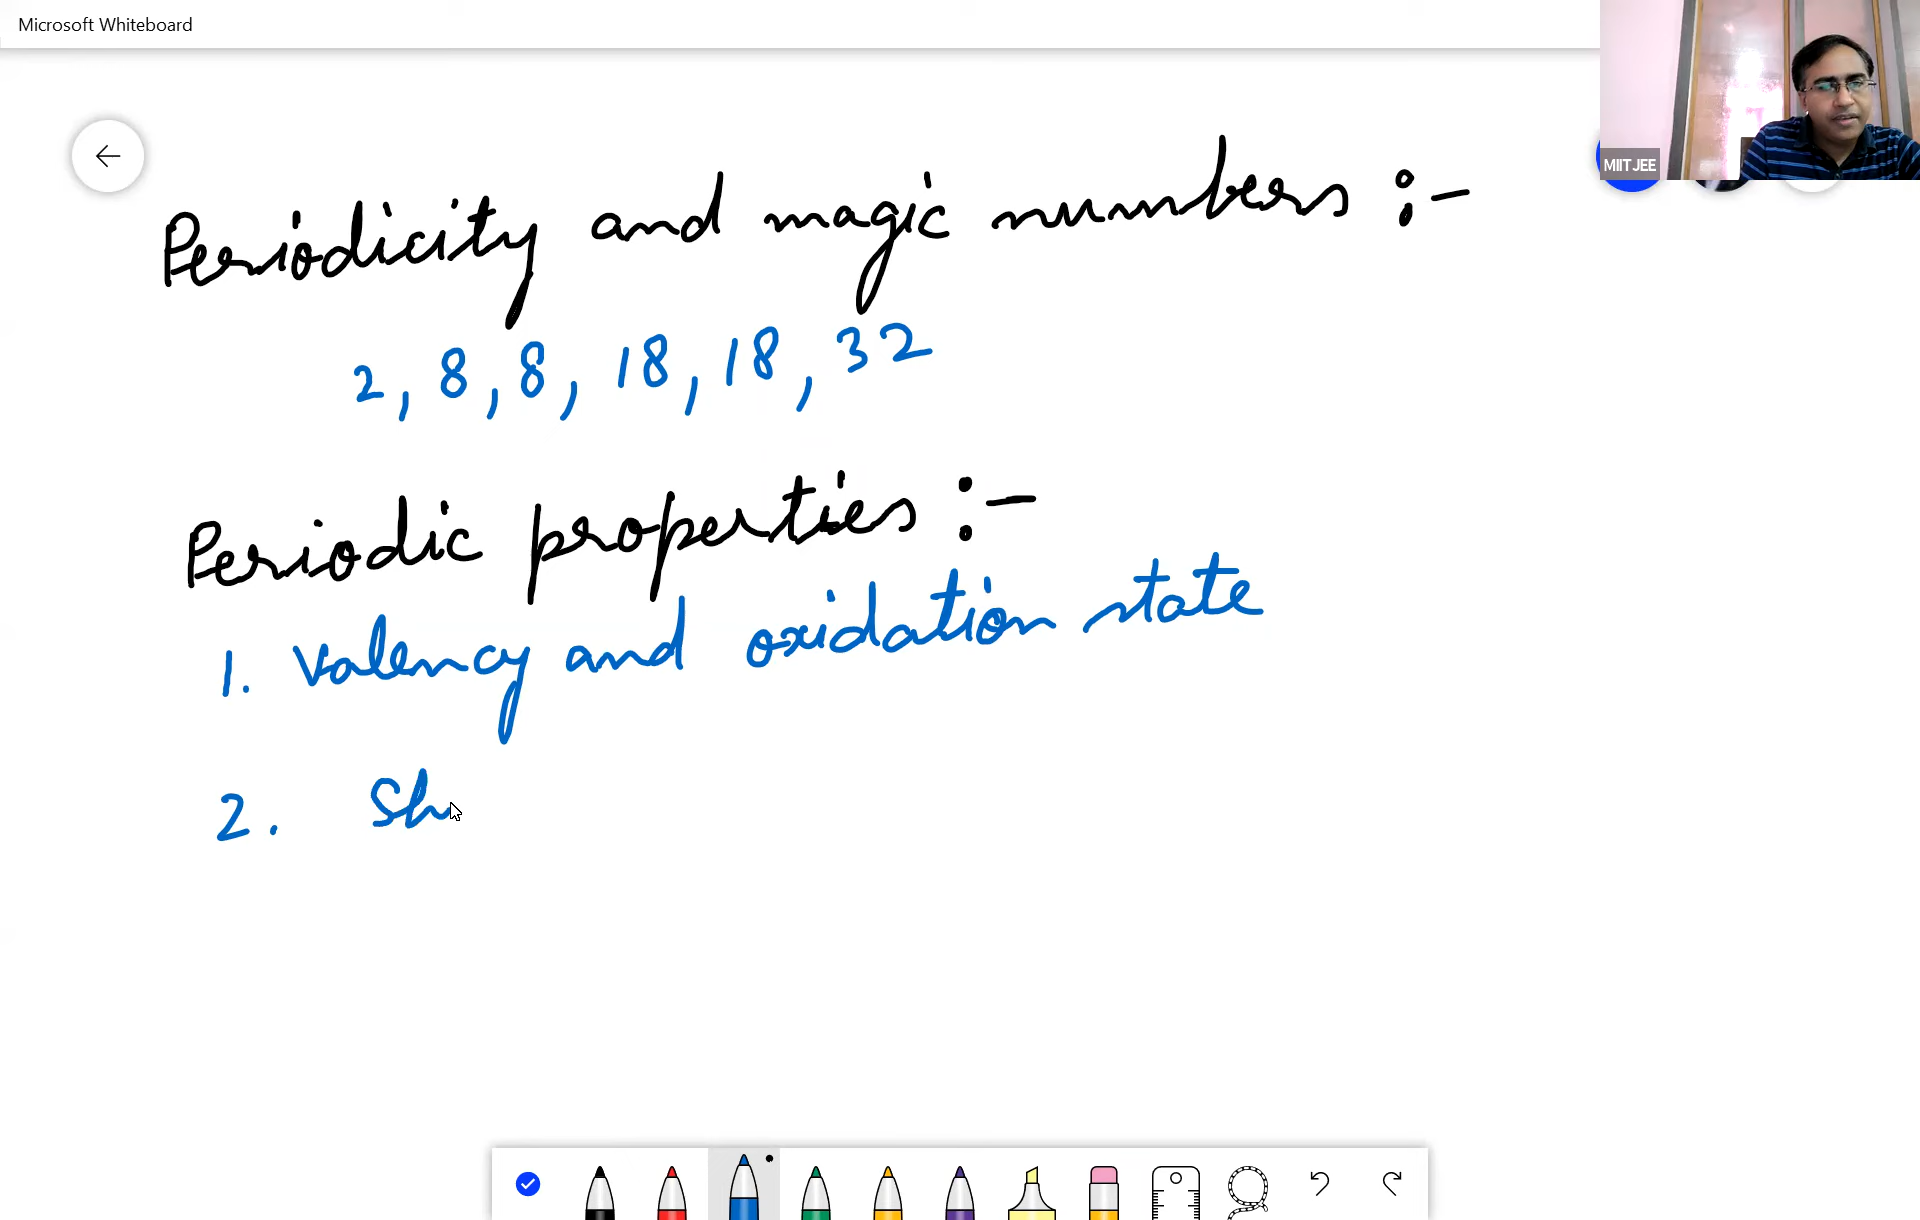 Microsoft Whiteboard
MIIT JEE
Periodicity and magic numbers :-
2, 8, 8, 18, 18, 32
Periodic properties :-
1. Valency and oxidation state
2. Sh